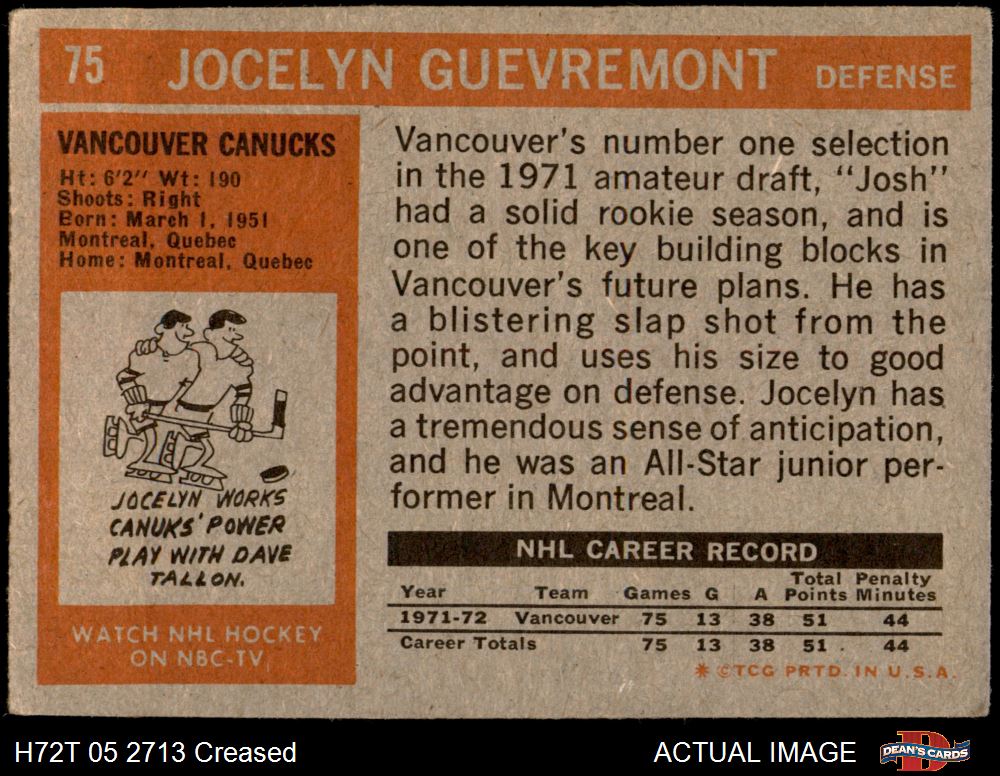 75 JOCELYN GUEVREMONT DEFENSE
VANCOUVER CANUCKS
Ht: 6'2" Wt: 190
Shoots: Right
Born: March 1, 1951
Montreal, Quebec
Home: Montreal, Quebec
JOCELYN WORKS
CANUKS' POWER
PLAY WITH DAVE
TALLON.
WATCH NHL HOCKEY
ON NBC-TV
Vancouver's number one selection
in the 1971 amateur draft, "Josh"
had a solid rookie season, and is
one of the key building blocks in
Vancouver's future plans. He has
a blistering slap shot from the
point, and uses his size to good
advantage on defense. Jocelyn has
a tremendous sense of anticipation,
and he was an All-Star junior per-
former in Montreal.
NHL CAREER RECORD
Year Team Games G A Total Points Penalty Minutes
1971-72 Vancouver 75 13 38 51 44
Career Totals 75 13 38 51 44
* ©TCG PRTD. IN U.S.A.
H72T 05 2713 Creased
ACTUAL IMAGE
DEAN'S CARDS